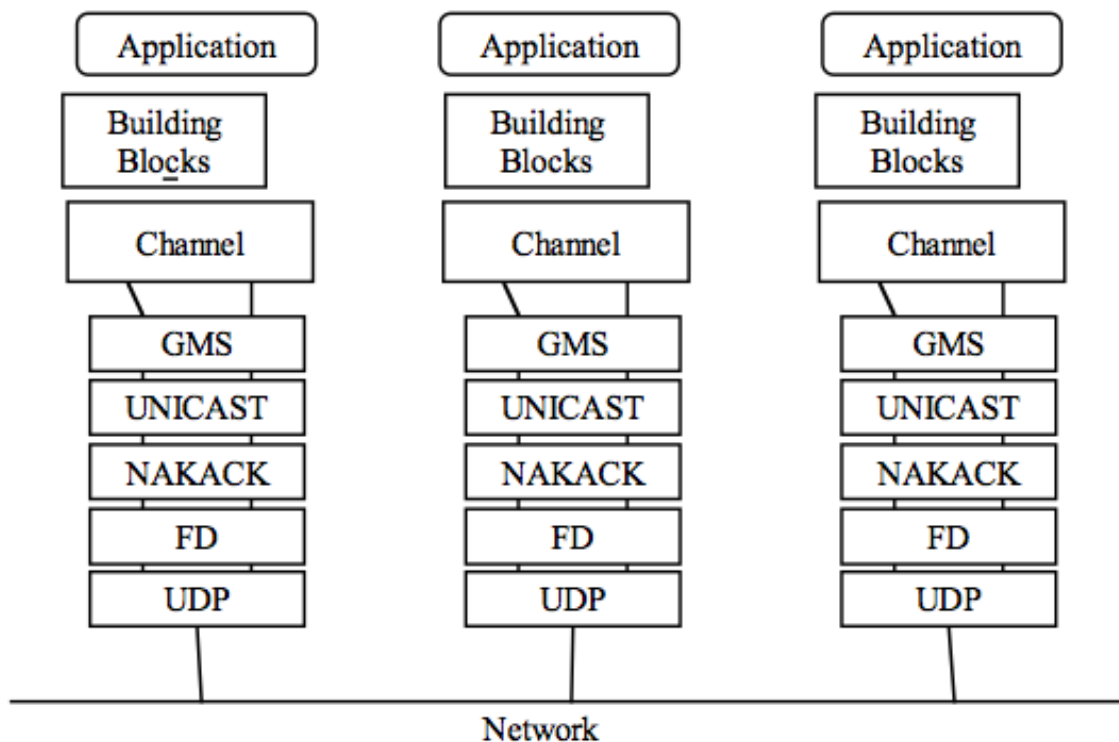 Application
Application
Application
Building
Blocks
Building
Blocks
Building
Blocks
Channel
Channel
Channel
GMS
GMS
GMS
UNICAST
UNICAST
UNICAST
NAKACK
NAKACK
NAKACK
FD
FD
FD
UDP
UDP
UDP
Network